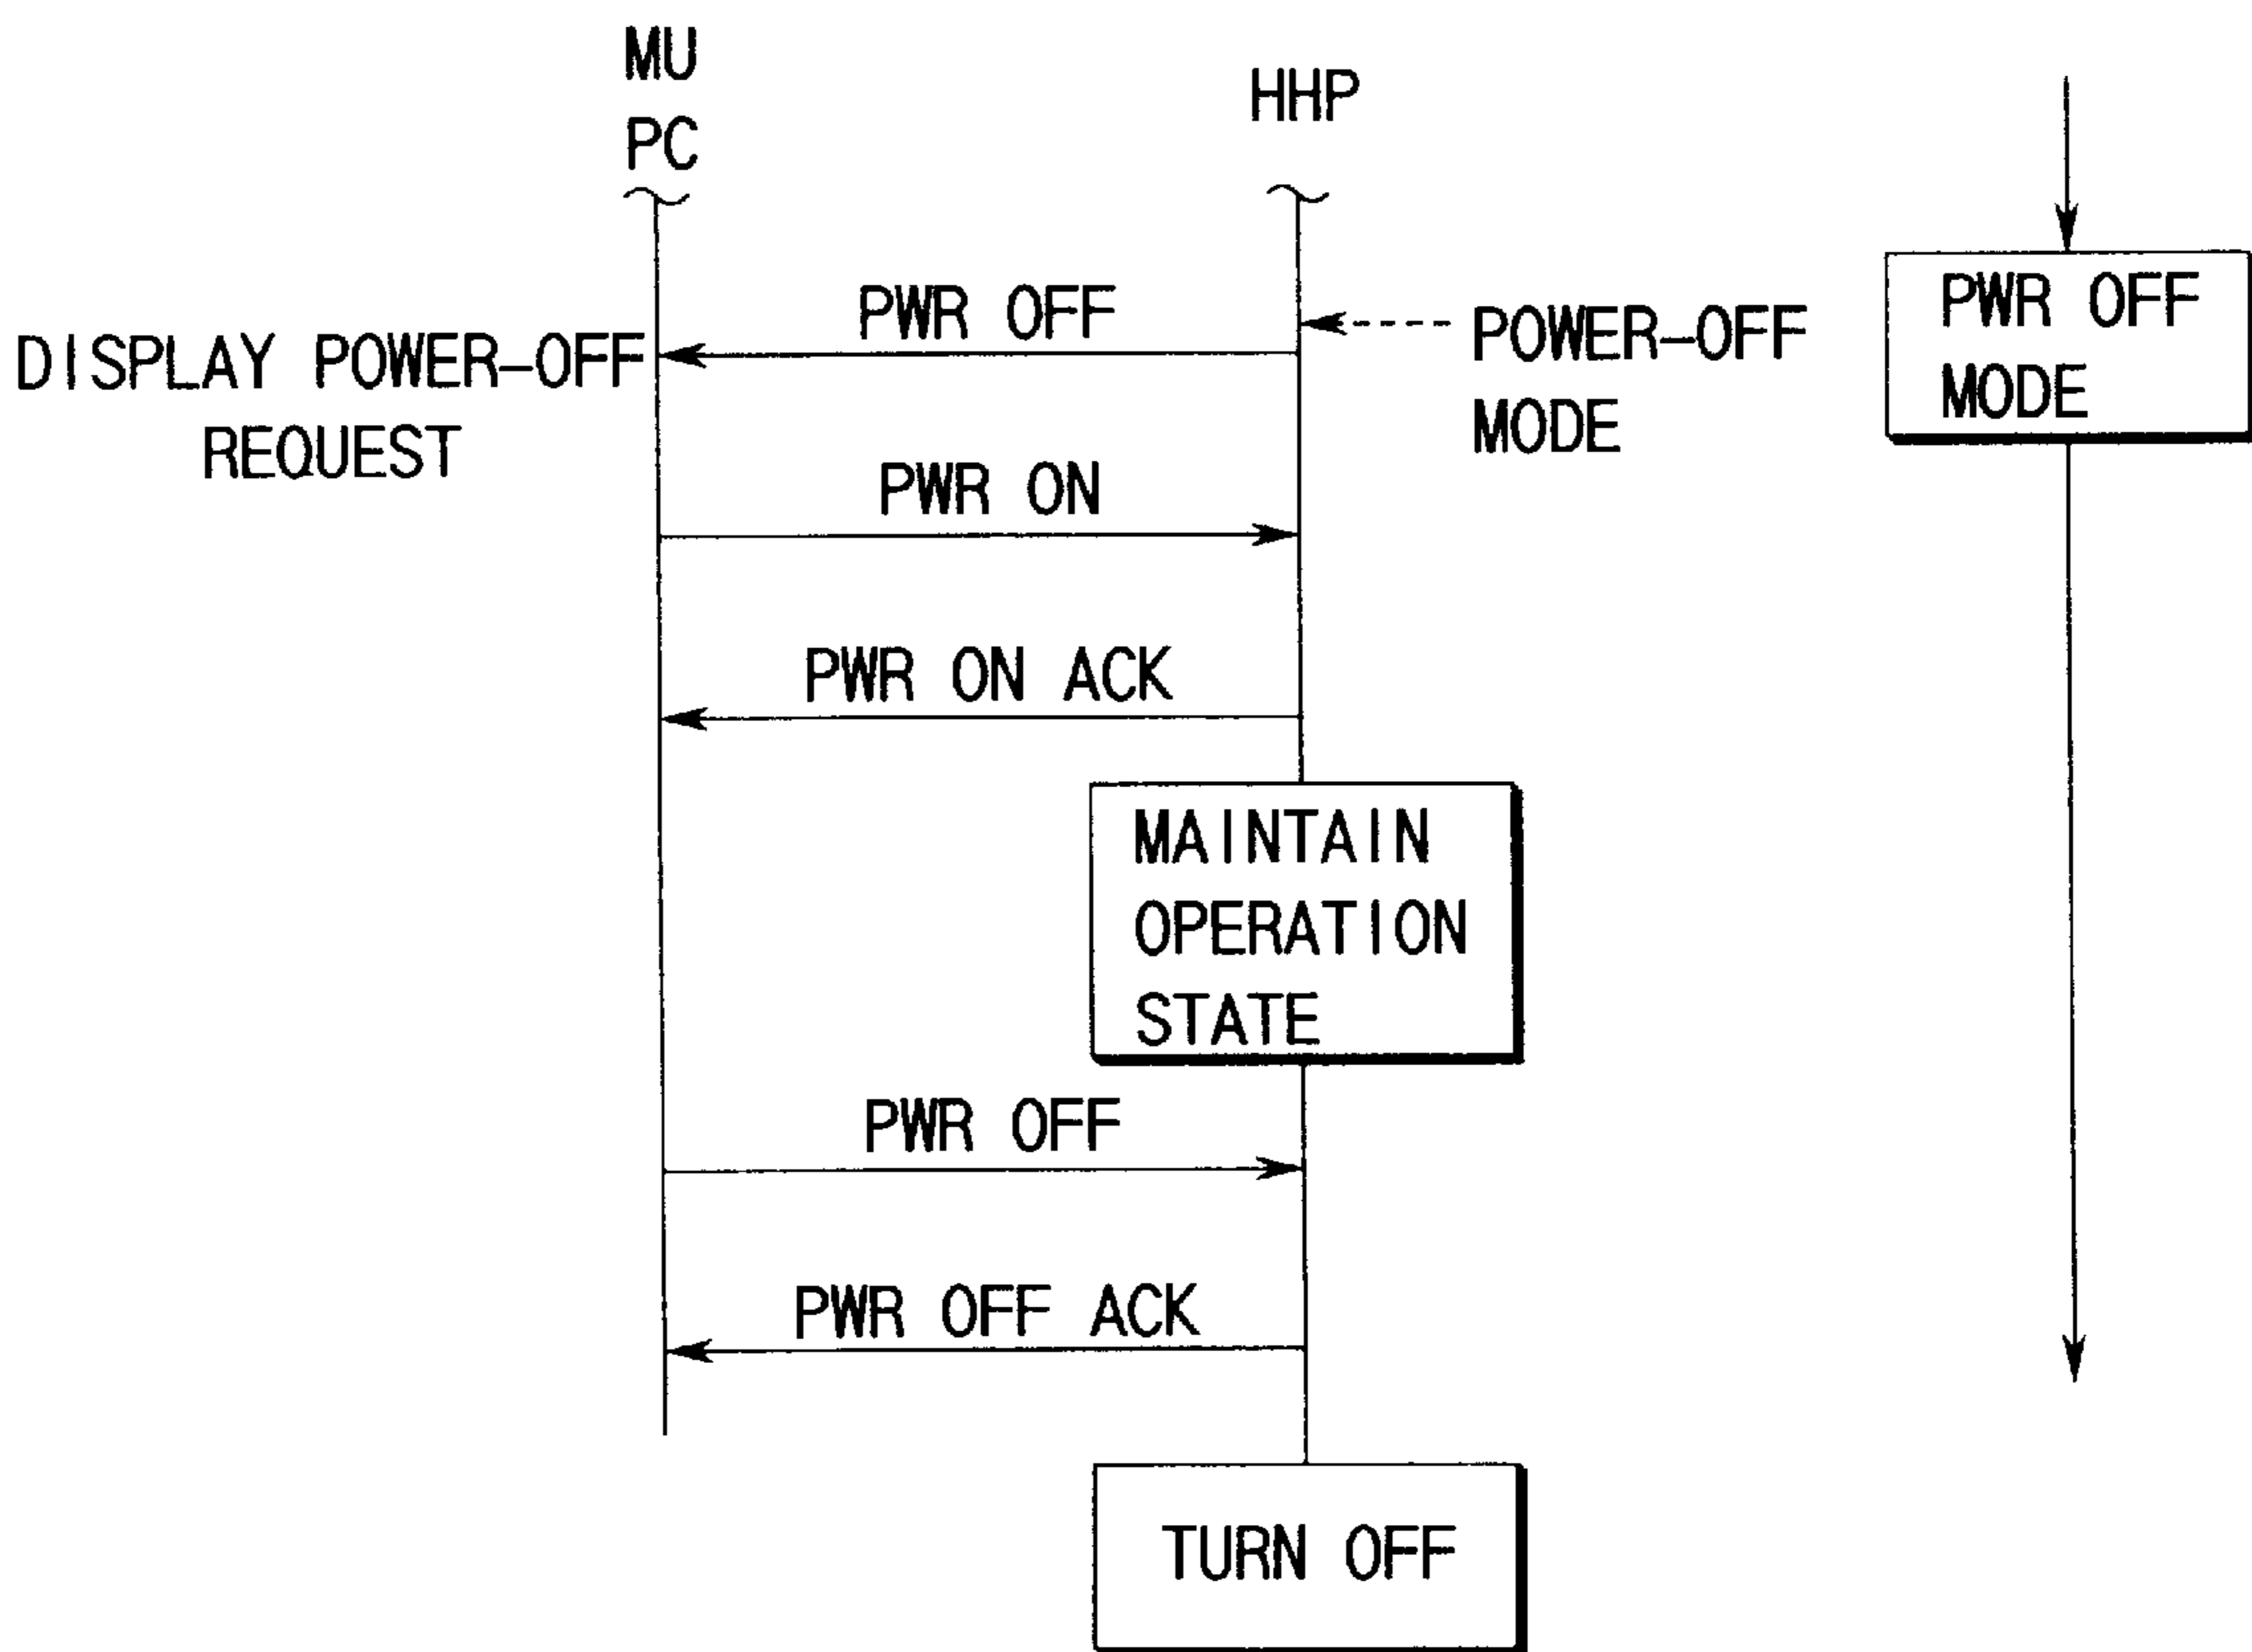 MU
PC
HHP
PWR OFF
POWER-OFF
MODE
PWR OFF
MODE
DISPLAY POWER-OFF
REQUEST
PWR ON
PWR ON ACK
MAINTAIN
OPERATION
STATE
PWR OFF
PWR OFF ACK
TURN OFF